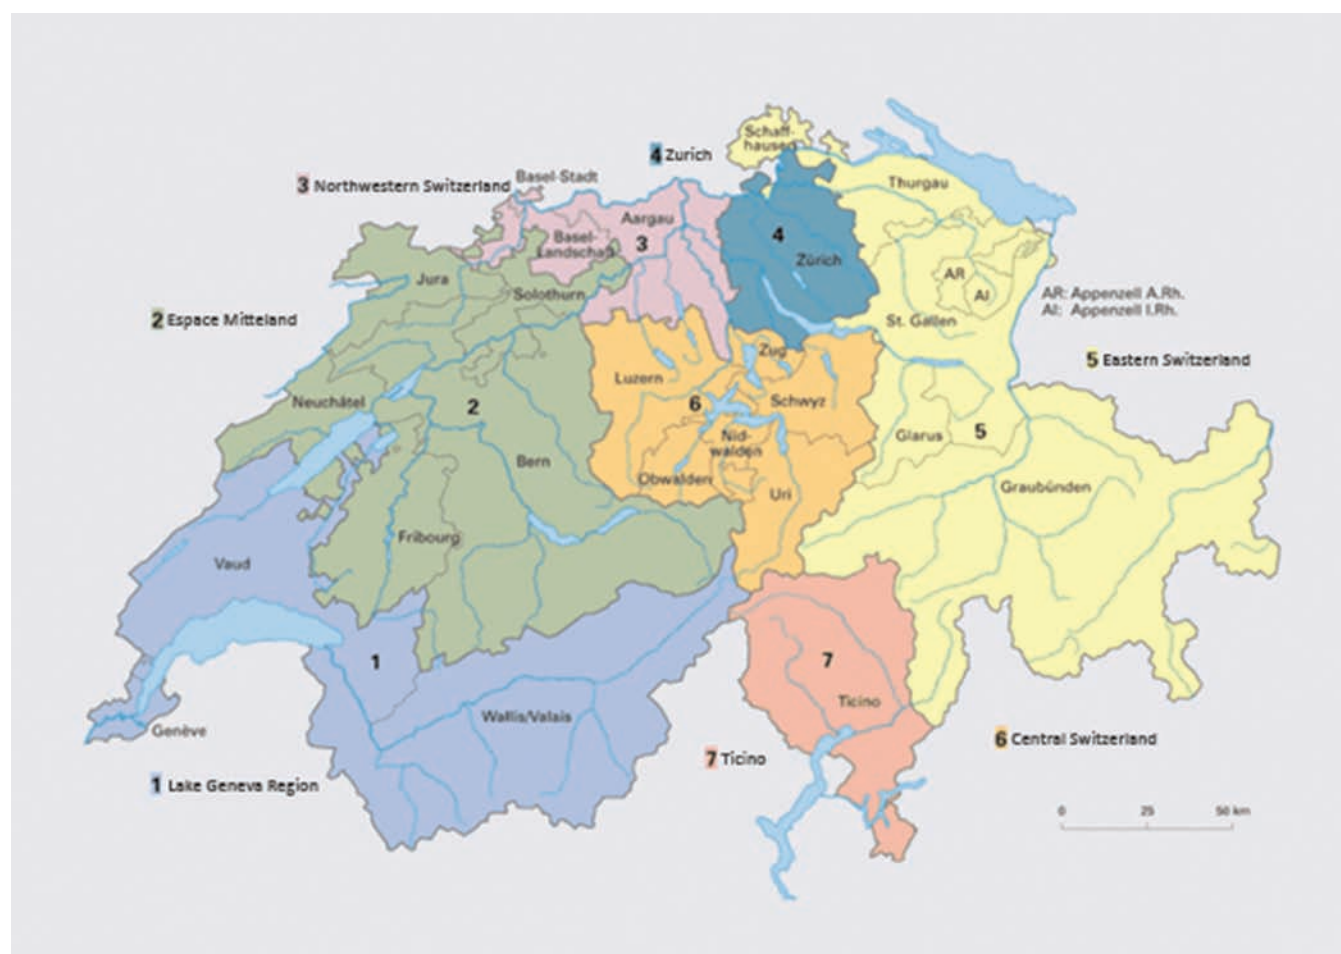 Schaff-
hausen
4 Zurich
Basel-Stadt
3 Northwestern Switzerland
Thurgau
Aargau
3
4
Basel-
Landschaft
Zürich
Jura
AR
AI
Solothurn
AR: Appenzell A.Rh.
AI: Appenzell I.Rh.
2 Espace Mitteland
St. Gallen
Zug
5 Eastern Switzerland
Luzern
Neuchâtel
2
6
Schwyz
Glarus
5
Nid-
walden
Bern
Obwalden
Uri
Graubünden
Fribourg
Vaud
1
7
Ticino
Wallis/Valais
Genève
6 Central Switzerland
7 Ticino
1 Lake Geneva Region
0 25 50 km